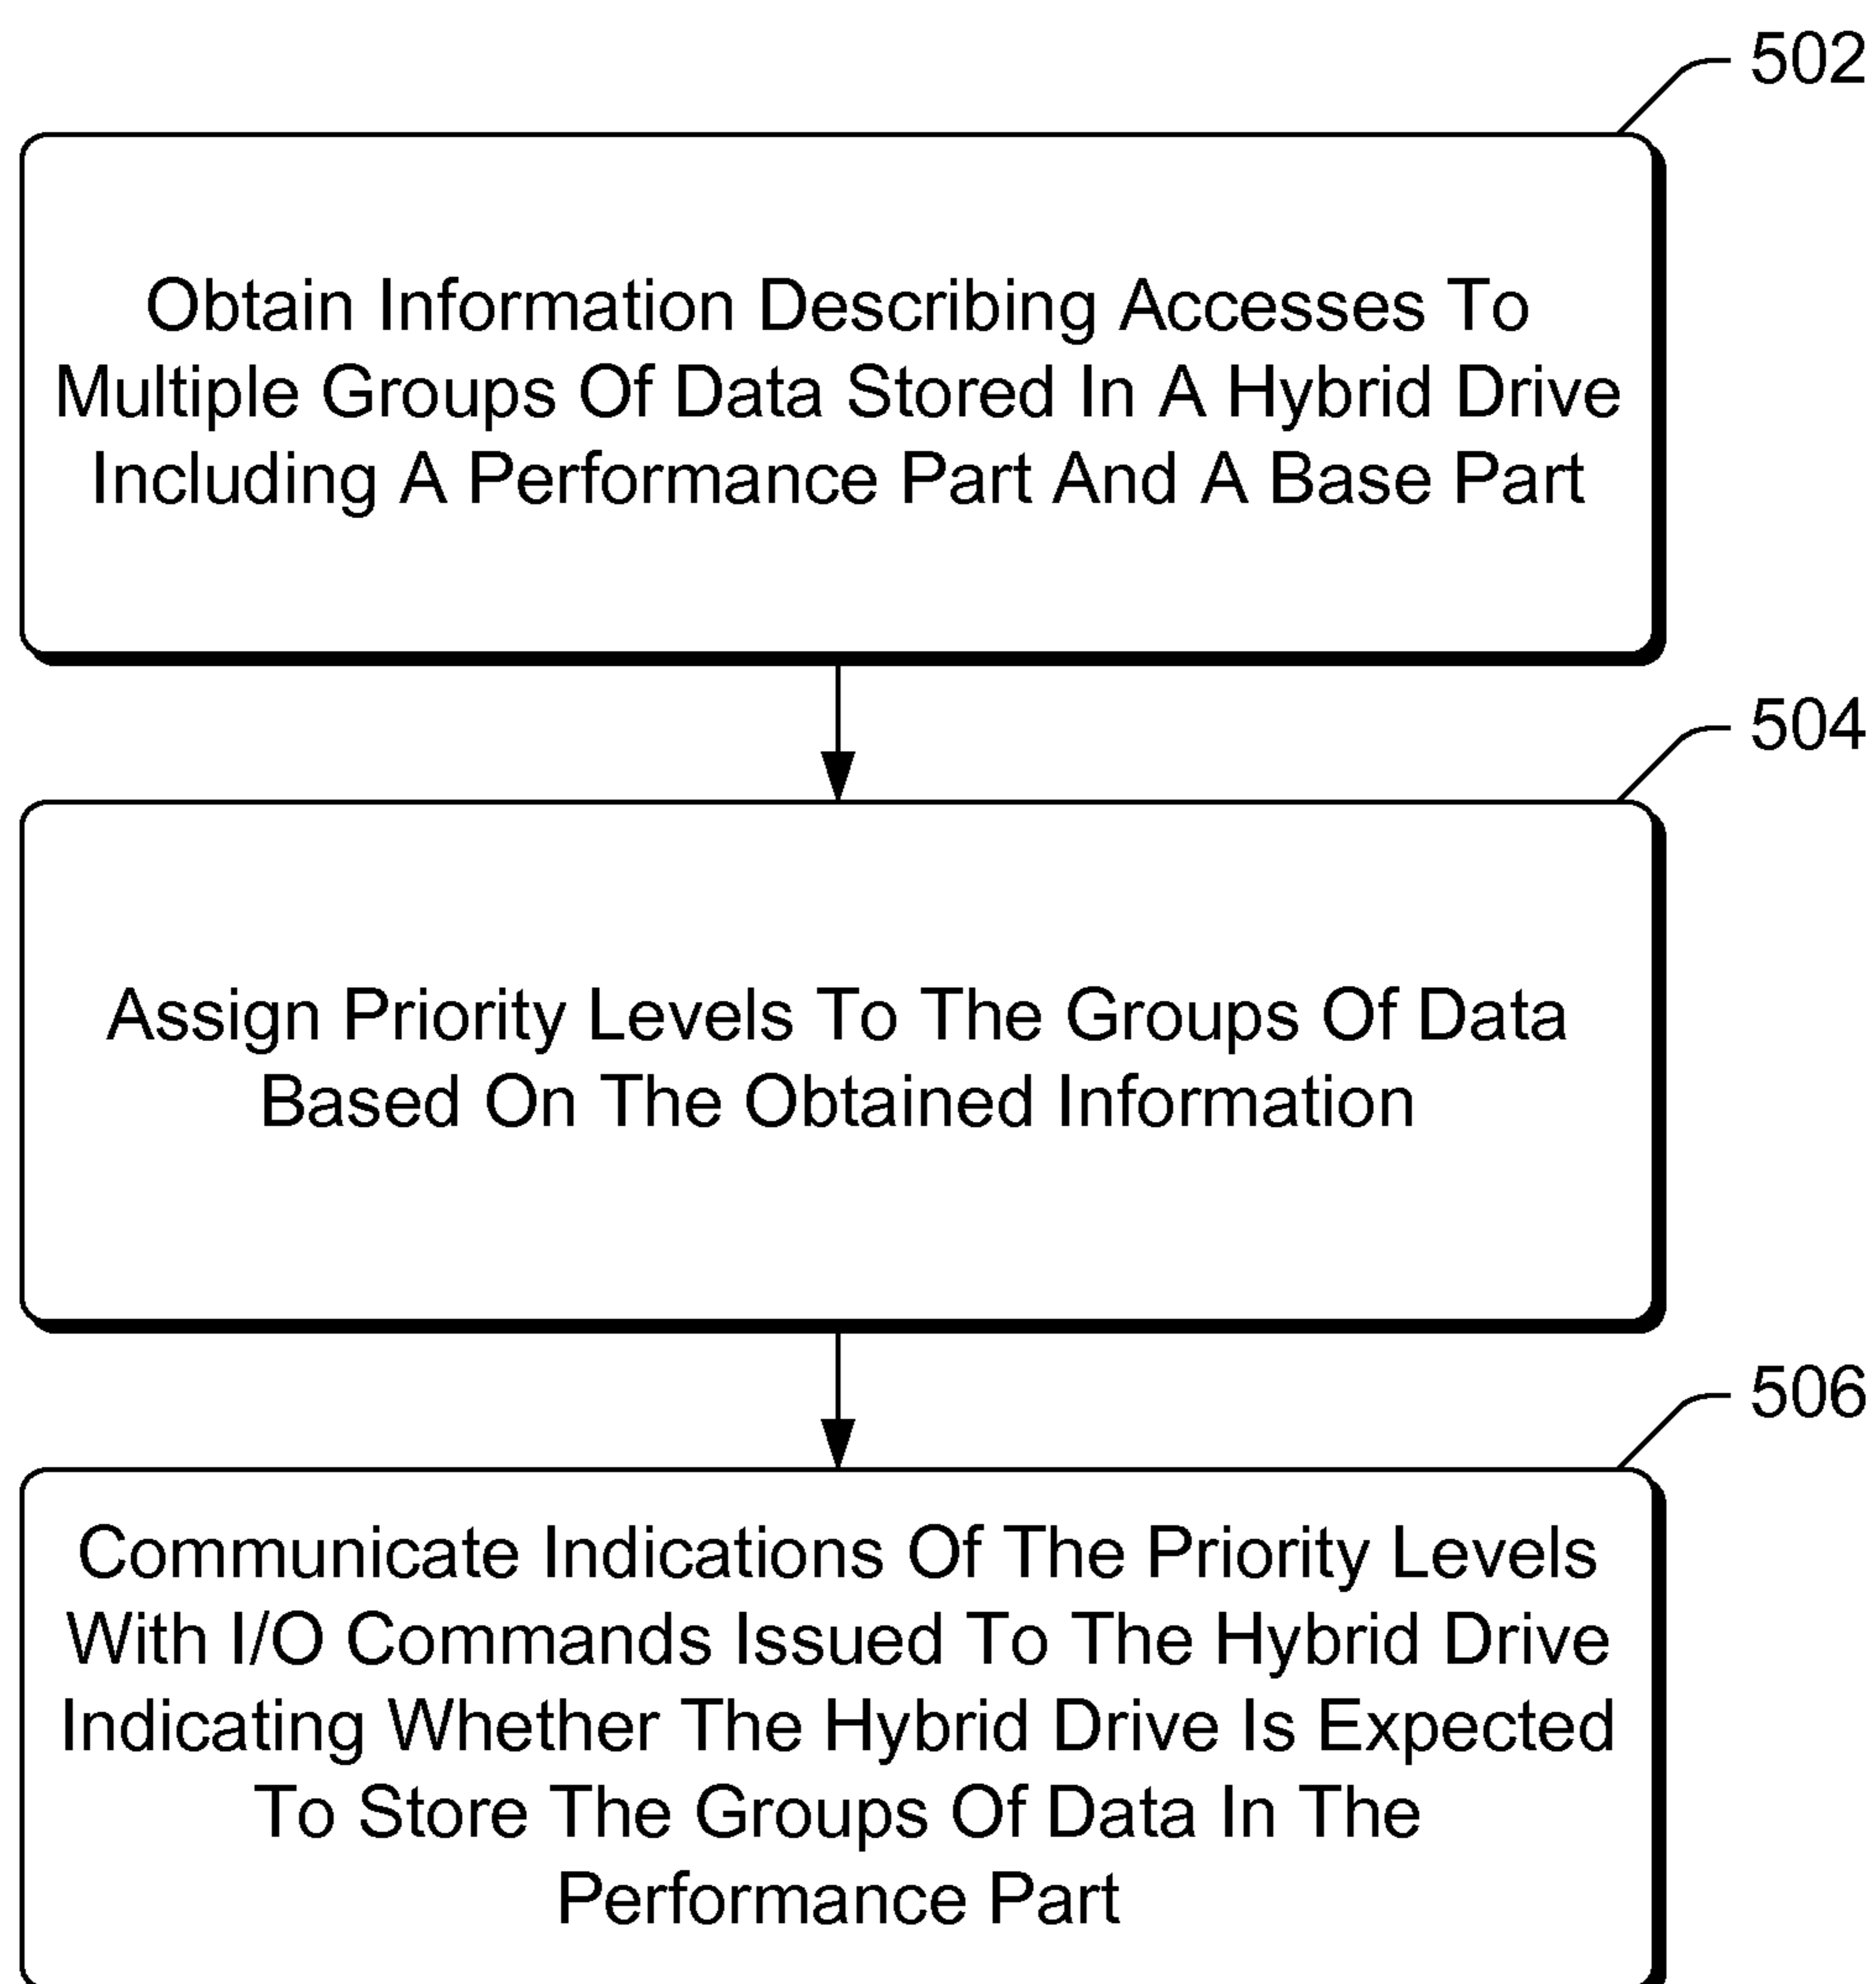 502
Obtain Information Describing Accesses To
Multiple Groups Of Data Stored In A Hybrid Drive
Including A Performance Part And A Base Part
504
Assign Priority Levels To The Groups Of Data
Based On The Obtained Information
506
Communicate Indications Of The Priority Levels
With I/O Commands Issued To The Hybrid Drive
Indicating Whether The Hybrid Drive Is Expected
To Store The Groups Of Data In The
Performance Part